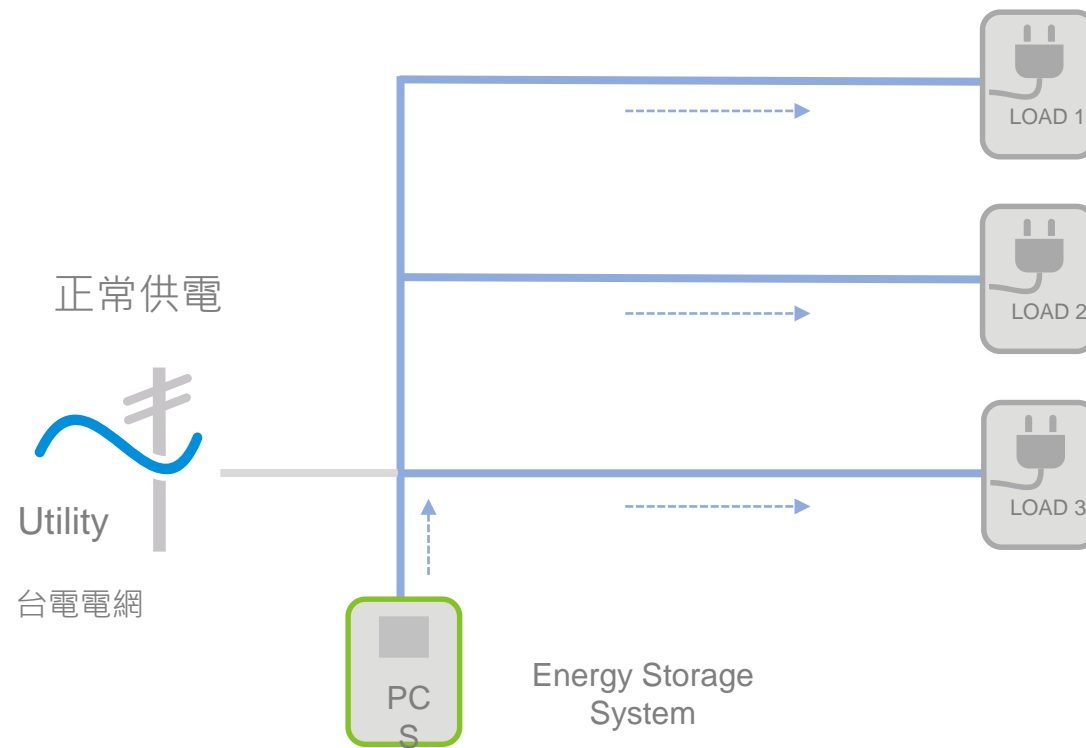 LOAD 1
LOAD 2
正常供電
LOAD 3
Utility
台電電網
Energy Storage
System
PC
S